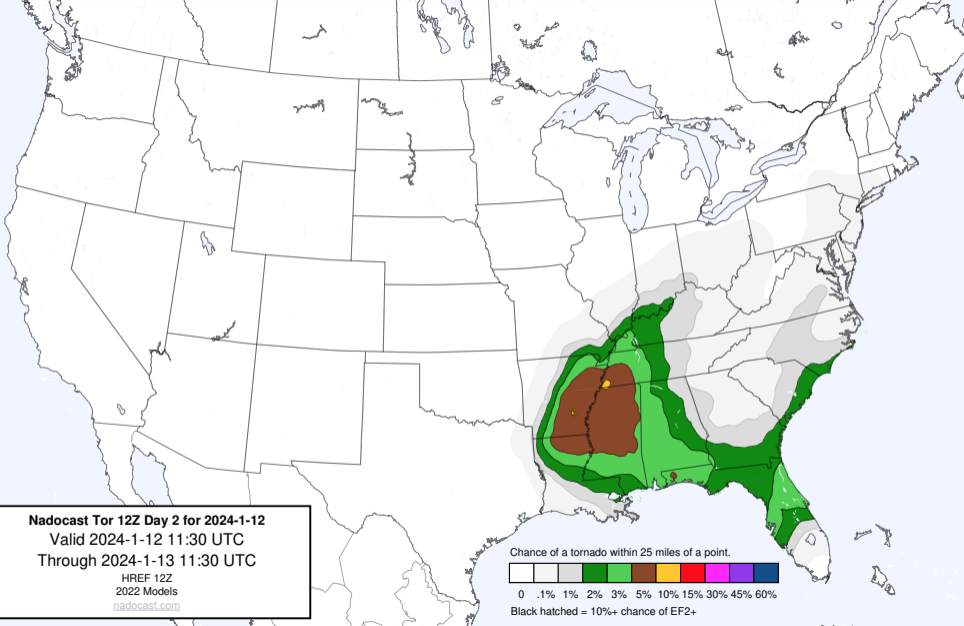 Nadocast Tor 12Z Day 2 for 2024-1-12
Valid 2024-1-12 11:30 UTC
Through 2024-1-13 11:30 UTC
HREF 12Z
2022 Models
nadocast.com
Chance of a tornado within 25 miles of a point.
0 .1% 1% 2% 3% 5% 10% 15% 30% 45% 60%
Black hatched = 10%+ chance of EF2+